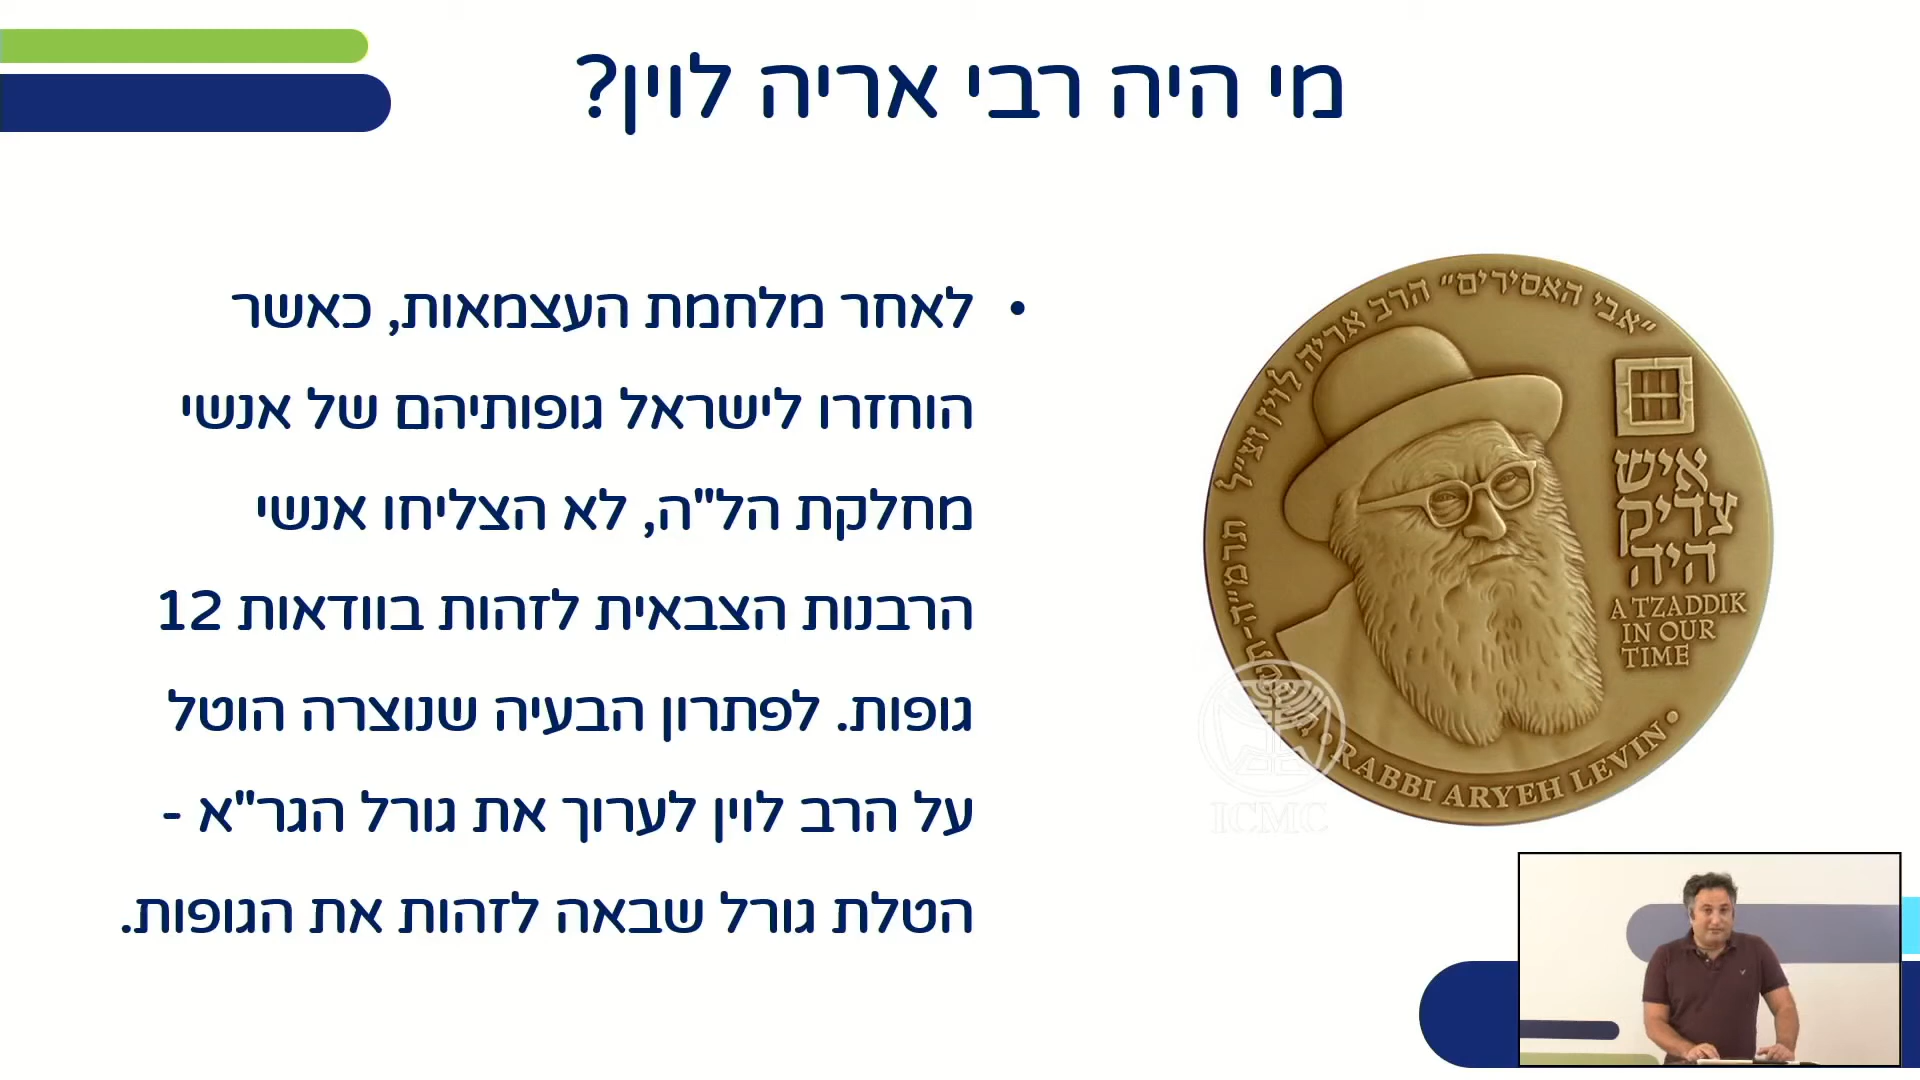 מי היה רבי אריה לוין?
• לאחר מלחמת העצמאות, כאשר
הוחזרו לישראל גופותיהם של אנשי
מחלקת הל"ה, לא הצליחו אנשי
הרבנות הצבאית לזהות בוודאות 12
גופות. לפתרון הבעיה שנוצרה הוטל
על הרב לוין לערוך את גורל הגר"א -
הטלת גורל שבאה לזהות את הגופות.
"אבי האסירים" הרב אריה לוין זצ"ל
תרמ"ה-
איש
צדיק
היה
A TZADDIK
IN OUR
TIME
• RABBI ARYEH LEVIN •
ICMC